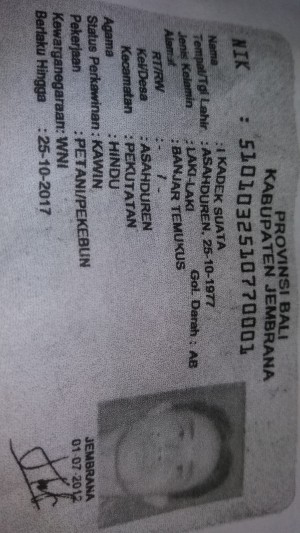 PROVINSI BALI
KABUPATEN JEMBRANA
NIK : 5101032510770001
Nama : I KADEK SUATA
Tempat/Tgl Lahir : ASAHDUREN, 25-10-1977
Jenis Kelamin : LAKI-LAKI Gol. Darah : AB
Alamat : BANJAR TEMUKUS
RT/RW : - / -
Kel/Desa : ASAHDUREN
Kecamatan : PEKUTATAN
Agama : HINDU
Status Perkawinan : KAWIN
Pekerjaan : PETANI/PEKEBUN
Kewarganegaraan: WNI
Berlaku Hingga : 25-10-2017
JEMBRANA
01-07-2012